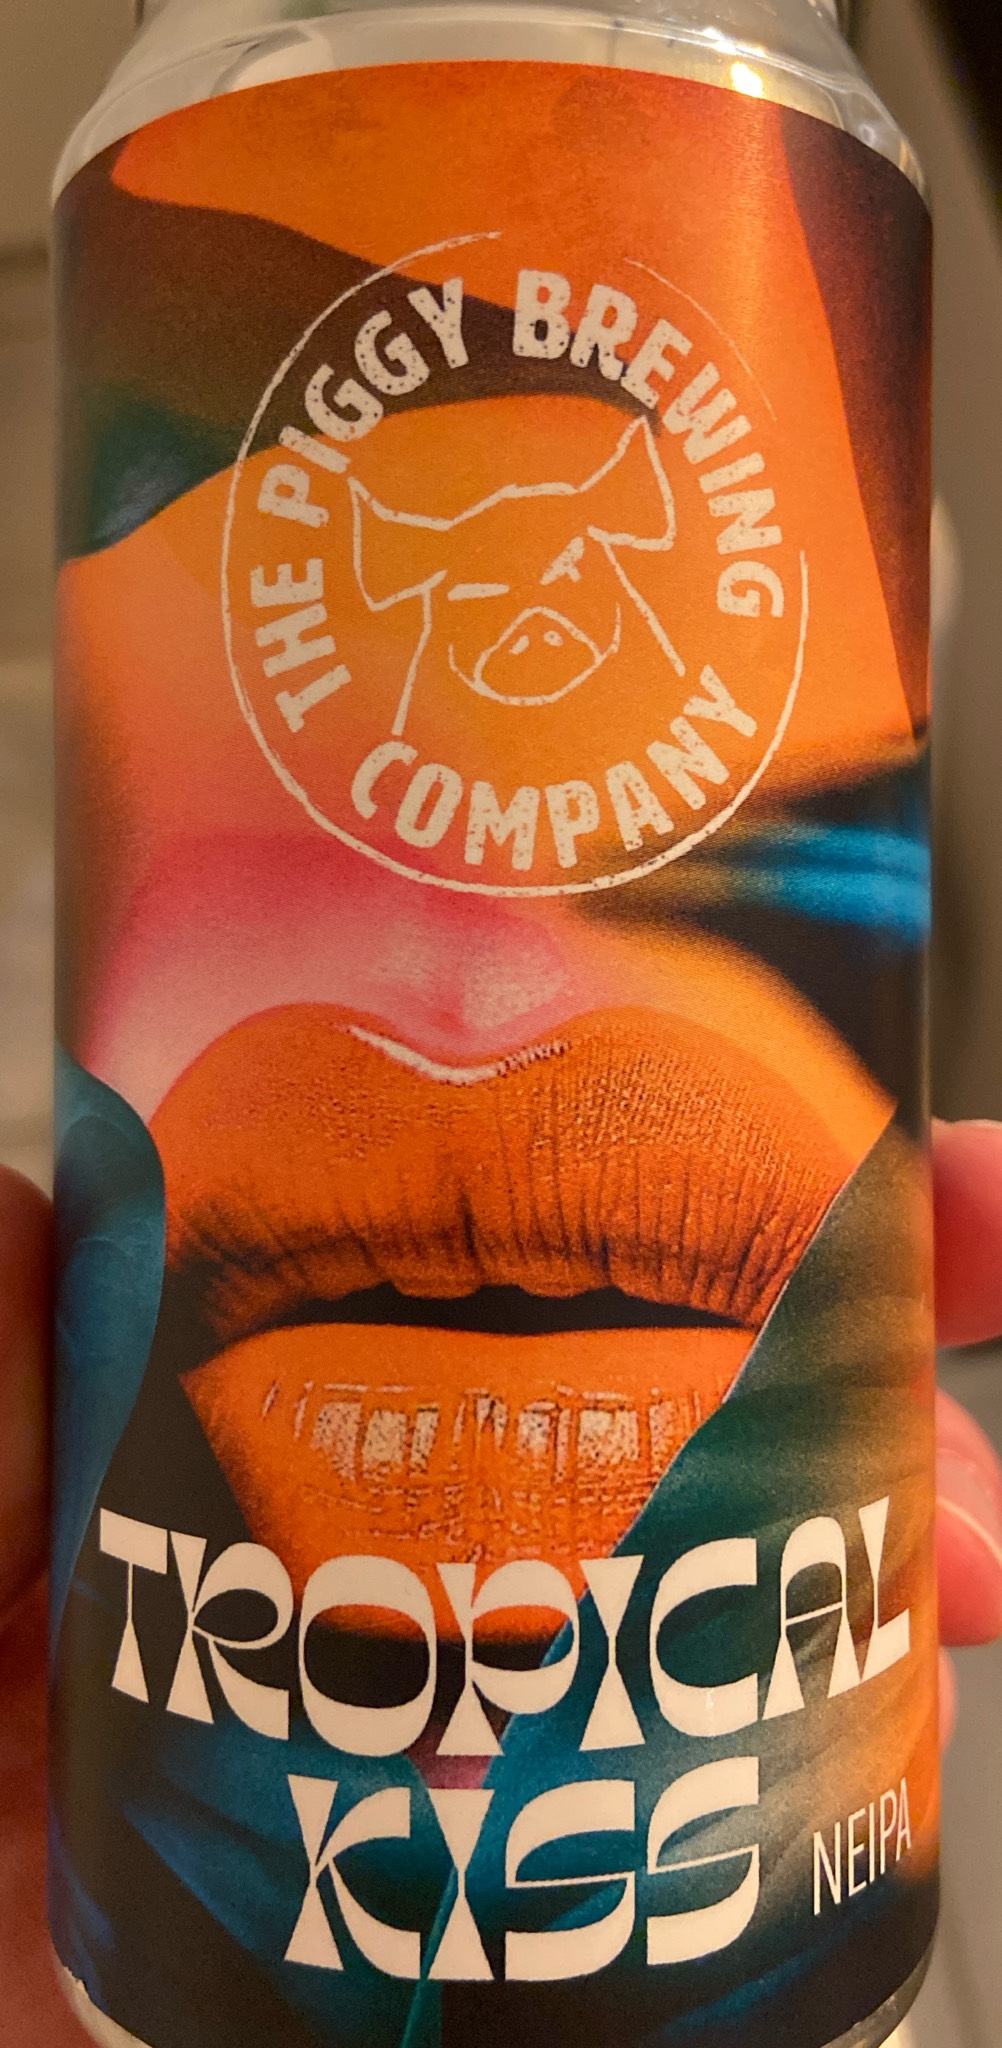 THE PIGGY BREWING
COMPANY
TROPICAL
KISS
NEIPA